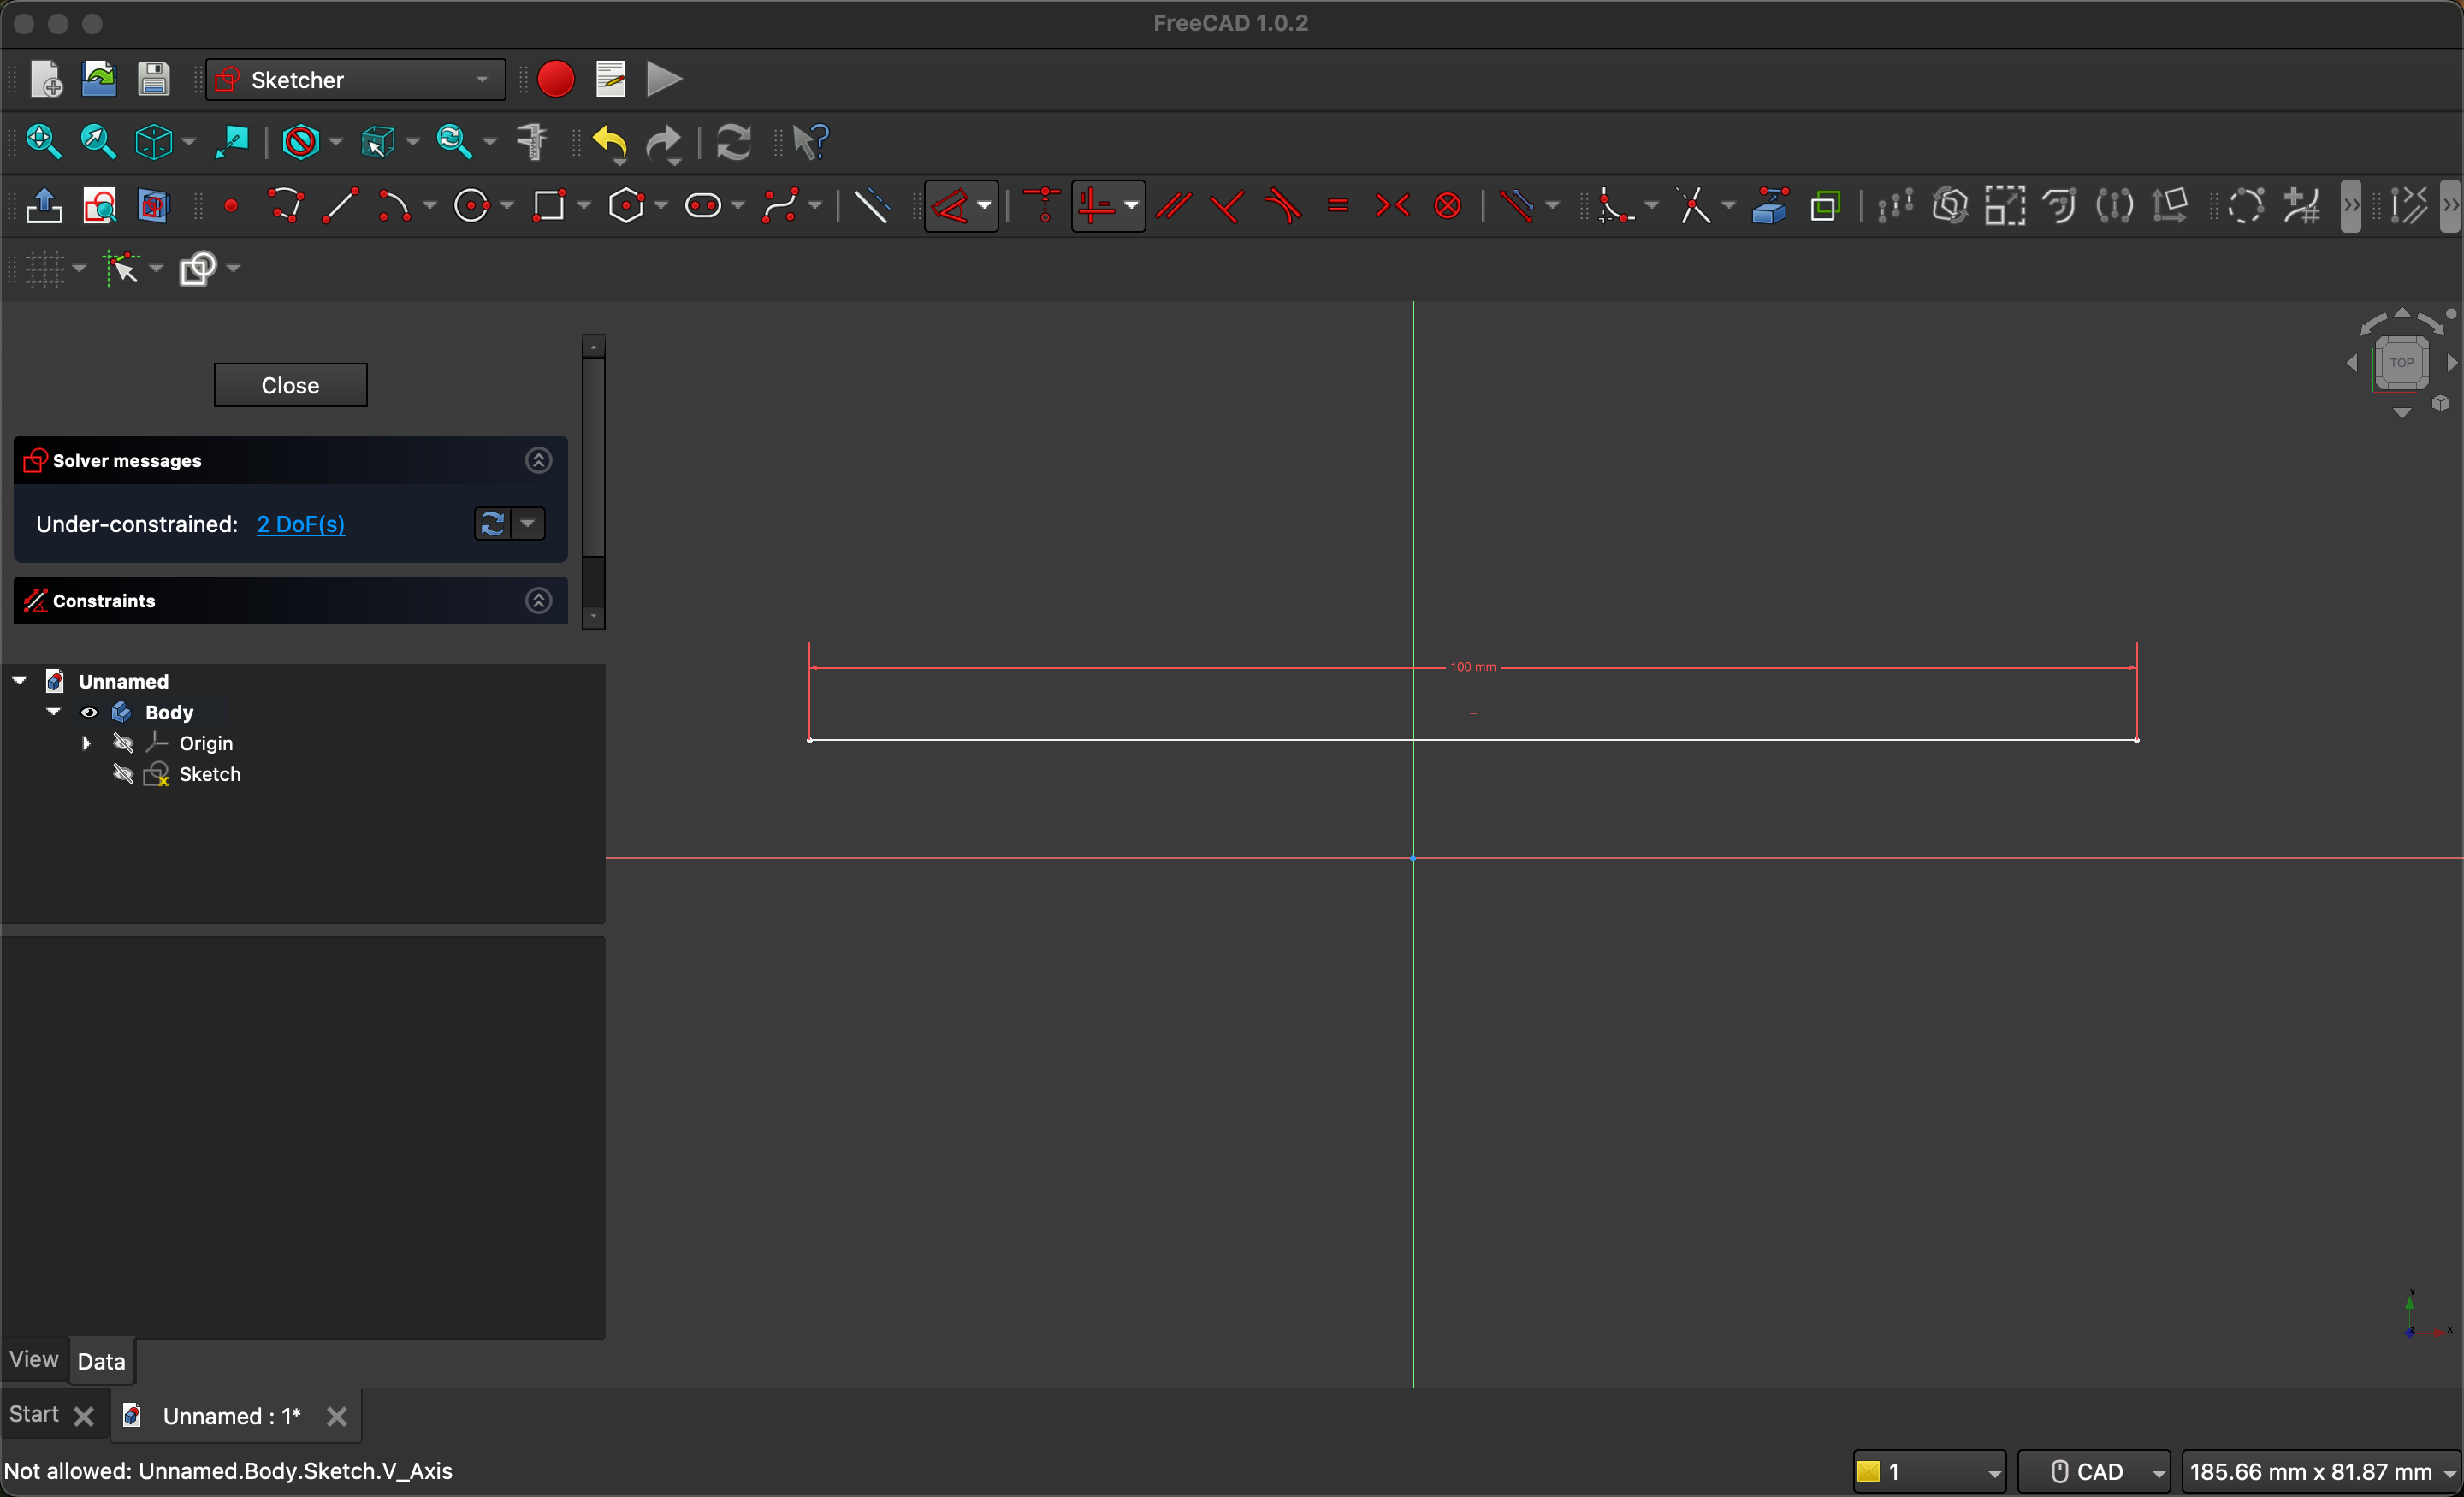 FreeCAD 1.0.2
Sketcher
Close
Solver messages
Under-constrained: 2 DoF(s)
Constraints
Unnamed
Body
Origin
Sketch
100 mm
TOP
Y
Z
X
View
Data
Start
Unnamed : 1*
Not allowed: Unnamed.Body.Sketch.V_Axis
1
CAD
185.66 mm x 81.87 mm